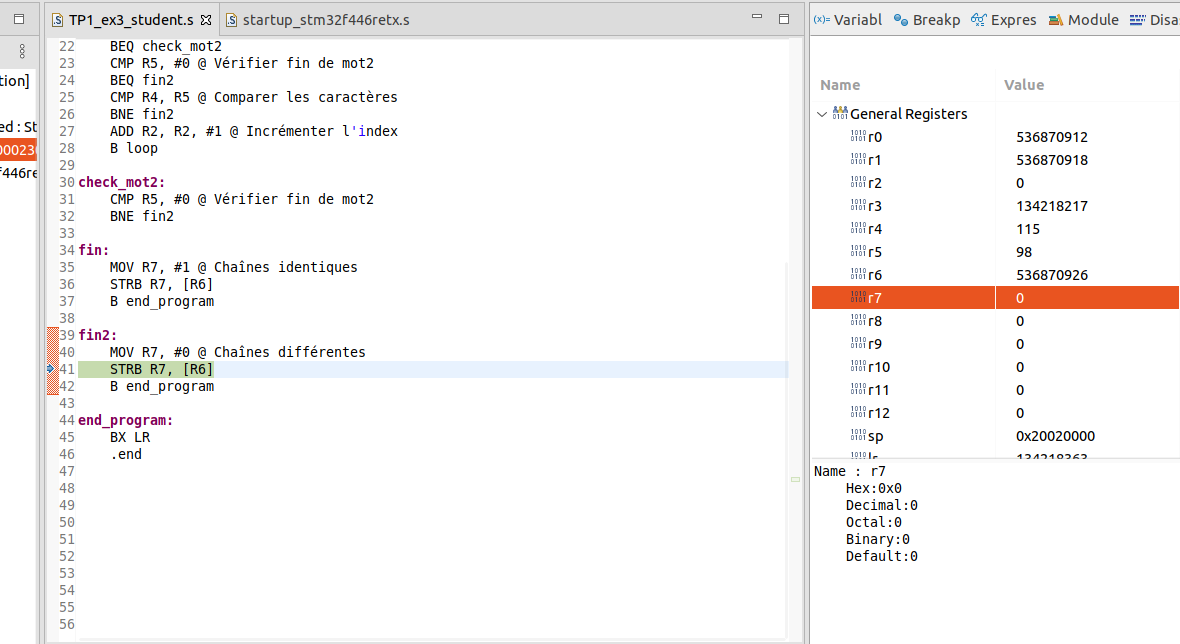 TP1_ex3_student.s
startup_stm32f446retx.s
(x)= Variabl
Breakp
Expres
Module
Disa
tion]
ed : St
00023
f446re
22 BEQ check_mot2
23 CMP R5, #0 @ Vérifier fin de mot2
24 BEQ fin2
25 CMP R4, R5 @ Comparer les caractères
26 BNE fin2
27 ADD R2, R2, #1 @ Incrémenter l'index
28 B loop
29
30 check_mot2:
31 CMP R5, #0 @ Vérifier fin de mot2
32 BNE fin2
33
34 fin:
35 MOV R7, #1 @ Chaînes identiques
36 STRB R7, [R6]
37 B end_program
38
39 fin2:
40 MOV R7, #0 @ Chaînes différentes
41 STRB R7, [R6]
42 B end_program
43
44 end_program:
45 BX LR
46 .end
47
48
49
50
51
52
53
54
55
56
Name Value
General Registers
r0 536870912
r1 536870918
r2 0
r3 134218217
r4 115
r5 98
r6 536870926
r7 0
r8 0
r9 0
r10 0
r11 0
r12 0
sp 0x20020000
lr 134218363
Name : r7
Hex:0x0
Decimal:0
Octal:0
Binary:0
Default:0